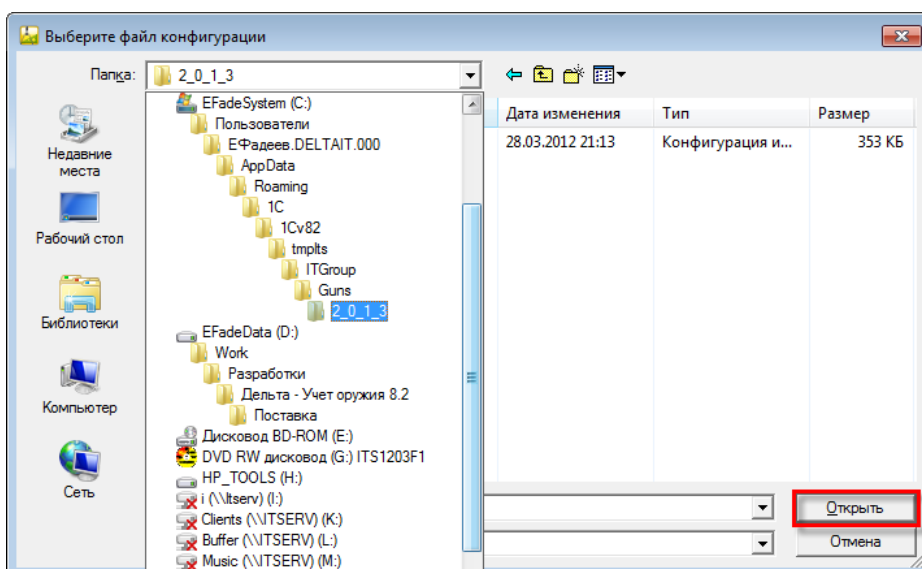 Выберите файл конфигурации
Папка:
2_0_1_3
EFadeSystem (C:)
Пользователи
ЕФадеев.DELTAIT.000
AppData
Roaming
1C
1Cv82
tmplts
ITGroup
Guns
2_0_1_3
EFadeData (D:)
Work
Разработки
Дельта - Учет оружия 8.2
Поставка
Дисковод BD-ROM (E:)
DVD RW дисковод (G:) ITS1203F1
HP_TOOLS (H:)
i (\\Itserv) (I:)
Clients (\\ITSERV) (K:)
Buffer (\\ITSERV) (L:)
Music (\\ITSERV) (M:)
Недавние
места
Рабочий стол
Библиотеки
Компьютер
Сеть
Дата изменения
Тип
Размер
28.03.2012 21:13
Конфигурация и...
353 КБ
Открыть
Отмена